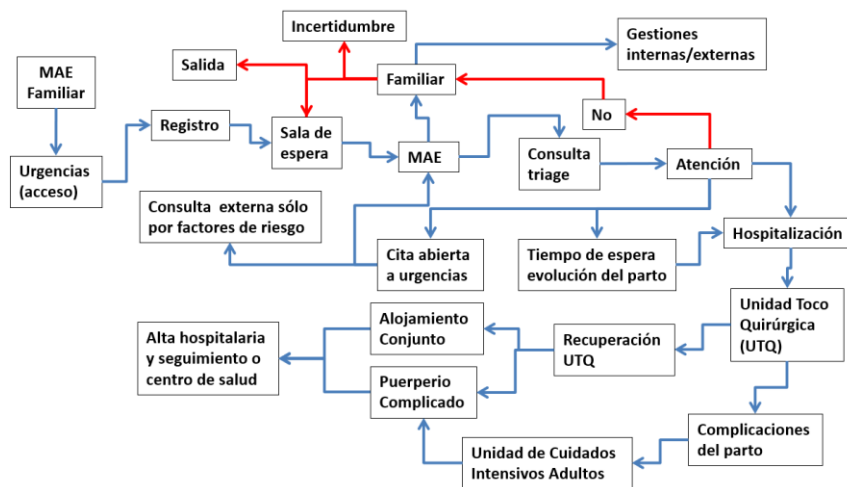 Incertidumbre
Gestiones
internas/externas
Salida
Familiar
MAE
Familiar
No
Registro
Sala de
espera
MAE
Consulta
triage
Atención
Urgencias
(acceso)
Consulta externa sólo
por factores de riesgo
Hospitalización
Cita abierta
a urgencias
Tiempo de espera
evolución del parto
Unidad Toco
Quirúrgica
(UTQ)
Alojamiento
Conjunto
Recuperación
UTQ
Alta hospitalaria
y seguimiento o
centro de salud
Puerperio
Complicado
Complicaciones
del parto
Unidad de Cuidados
Intensivos Adultos